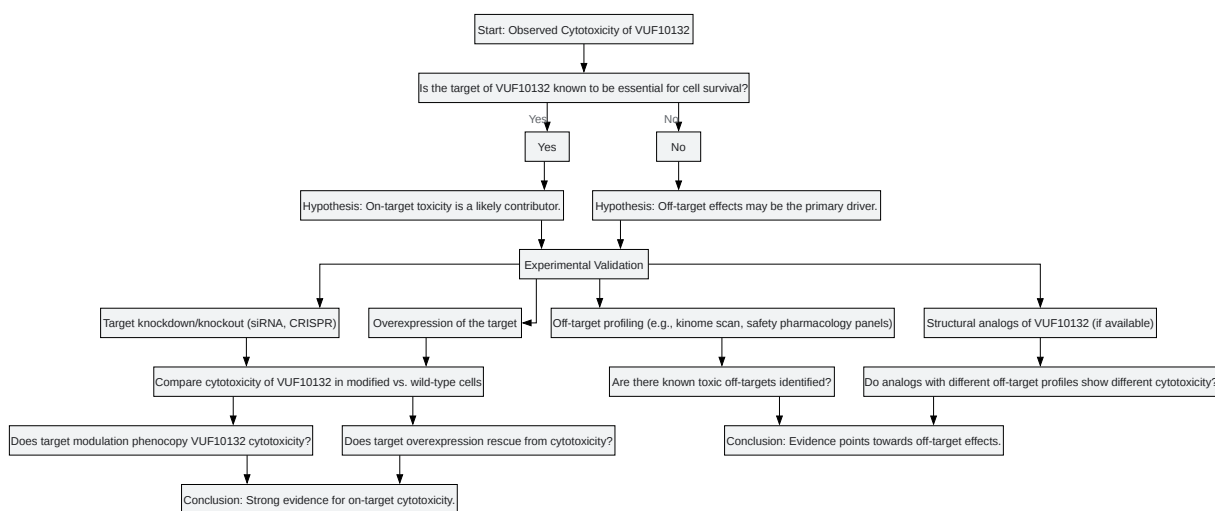 Start: Observed Cytotoxicity of VUF10132
Is the target of VUF10132 known to be essential for cell survival?
Yes
No
Yes
No
Hypothesis: On-target toxicity is a likely contributor.
Hypothesis: Off-target effects may be the primary driver.
Experimental Validation
Target knockdown/knockout (siRNA, CRISPR)
Overexpression of the target
Off-target profiling (e.g., kinome scan, safety pharmacology panels)
Structural analogs of VUF10132 (if available)
Compare cytotoxicity of VUF10132 in modified vs. wild-type cells
Are there known toxic off-targets identified?
Do analogs with different off-target profiles show different cytotoxicity?
Does target modulation phenocopy VUF10132 cytotoxicity?
Does target overexpression rescue from cytotoxicity?
Conclusion: Evidence points towards off-target effects.
Conclusion: Strong evidence for on-target cytotoxicity.